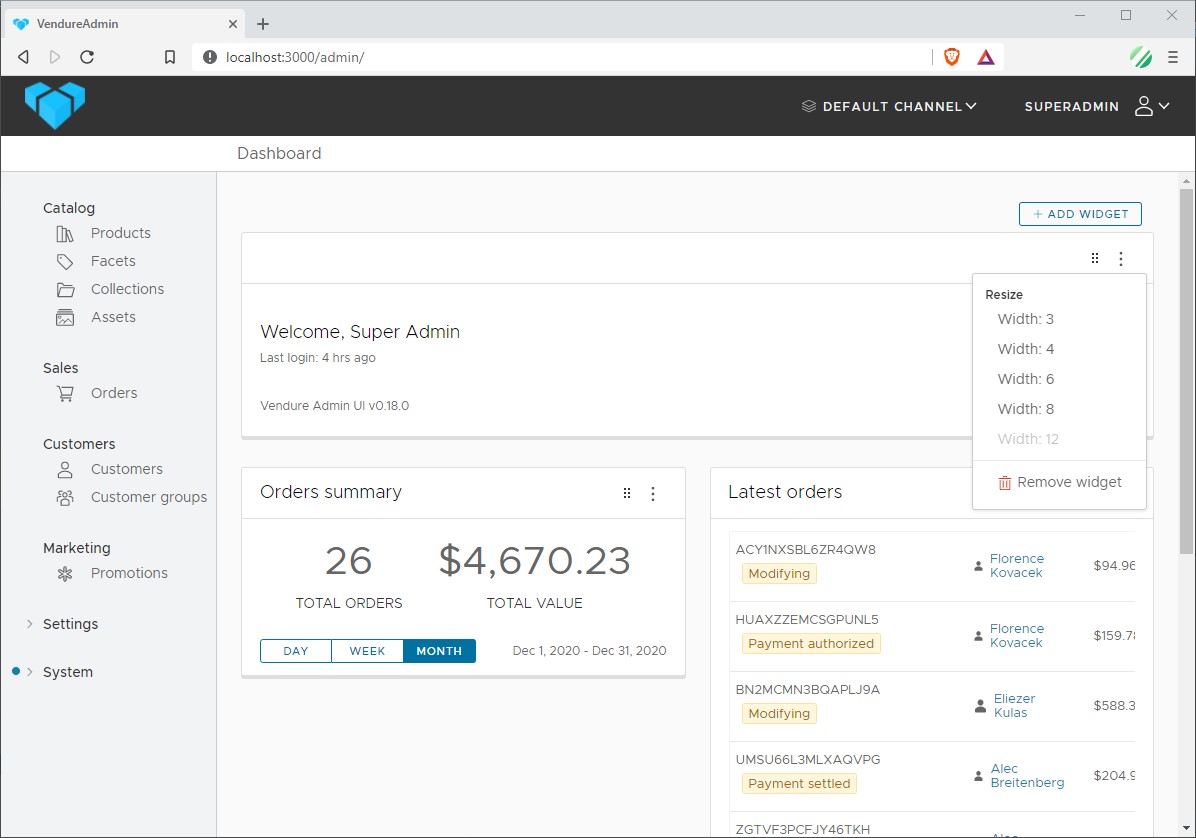 VendureAdmin
localhost:3000/admin/
DEFAULT CHANNEL
SUPERADMIN
Dashboard
Catalog
Products
Facets
Collections
Assets
Sales
Orders
Customers
Customers
Customer groups
Marketing
Promotions
Settings
System
+ ADD WIDGET
Welcome, Super Admin
Last login: 4 hrs ago
Vendure Admin UI v0.18.0
Resize
Width: 3
Width: 4
Width: 6
Width: 8
Width: 12
Remove widget
Orders summary
26
TOTAL ORDERS
$4,670.23
TOTAL VALUE
DAY WEEK MONTH
Dec 1, 2020 - Dec 31, 2020
Latest orders
ACY1NXSBL6ZR4QW8
Modifying
Florence
Kovacek
$94.96
HUAXZZEMCSGPUNL5
Payment authorized
Florence
Kovacek
$159.78
BN2MCMN3BQAPLJ9A
Modifying
Eliezer
Kulas
$588.3
UMSU66L3MLXAQVPG
Payment settled
Alec
Breitenberg
$204.9
ZGTVF3PCFJY46TKH